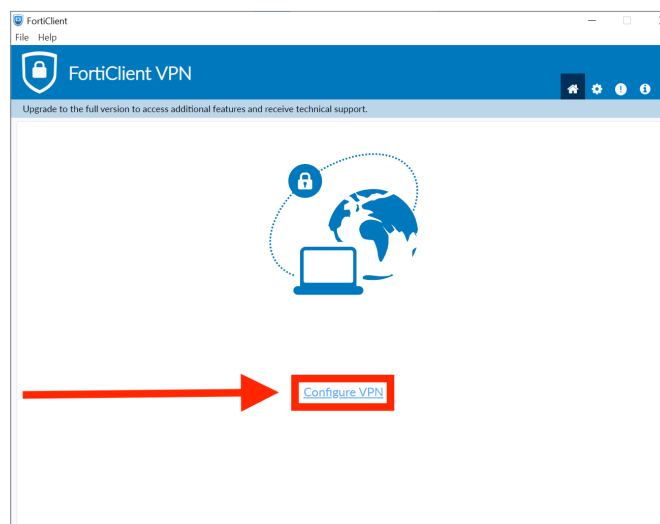 FortiClient
File Help
FortiClient VPN
Upgrade to the full version to access additional features and receive technical support.
Configure VPN